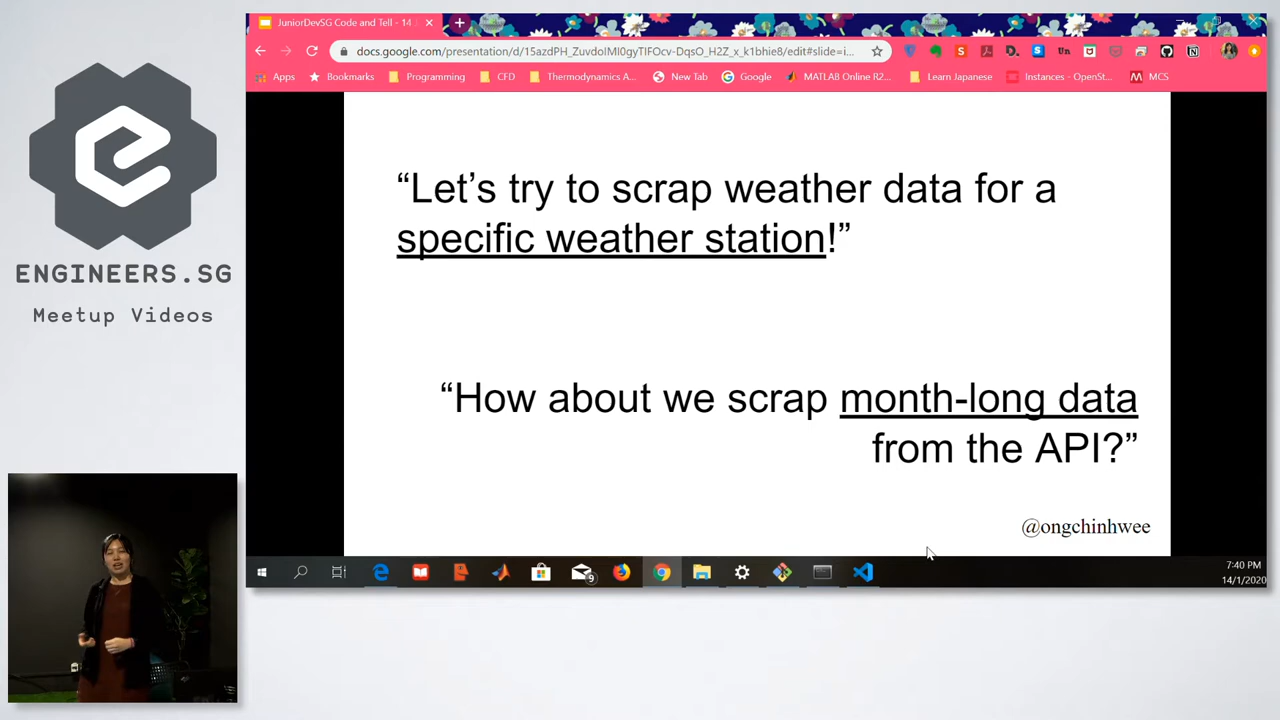 JuniorDevSG Code and Tell - 14
docs.google.com/presentation/d/15azdPH_ZuvdoIMI0gyTIFOcv-DqsO_H2Z_x_k1bhie8/edit#slide=i...
Apps
Bookmarks
Programming
CFD
Thermodynamics A...
New Tab
Google
MATLAB Online R2...
Learn Japanese
Instances - OpenSt...
MCS
ENGINEERS.SG
Meetup Videos
“Let’s try to scrap weather data for a
specific weather station!”
“How about we scrap month-long data
from the API?”
@ongchinhwee
9
7:40 PM
14/1/2020